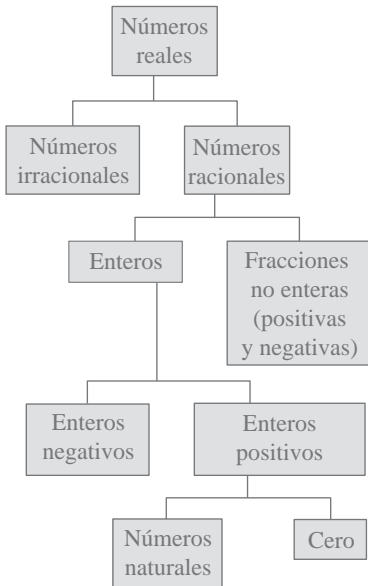 Números
reales
Números
irracionales
Números
racionales
Enteros
Fracciones
no enteras
(positivas
y negativas)
Enteros
negativos
Enteros
positivos
Números
naturales
Cero